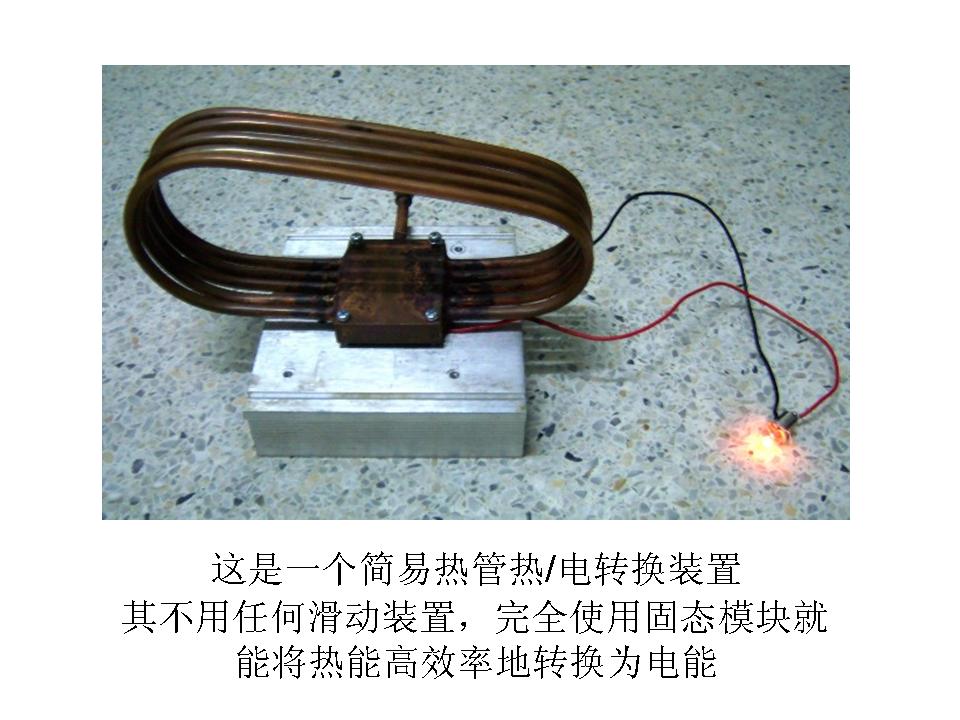 这是一个简易热管热/电转换装置
其不用任何滑动装置，完全使用固态模块就
能将热能高效率地转换为电能